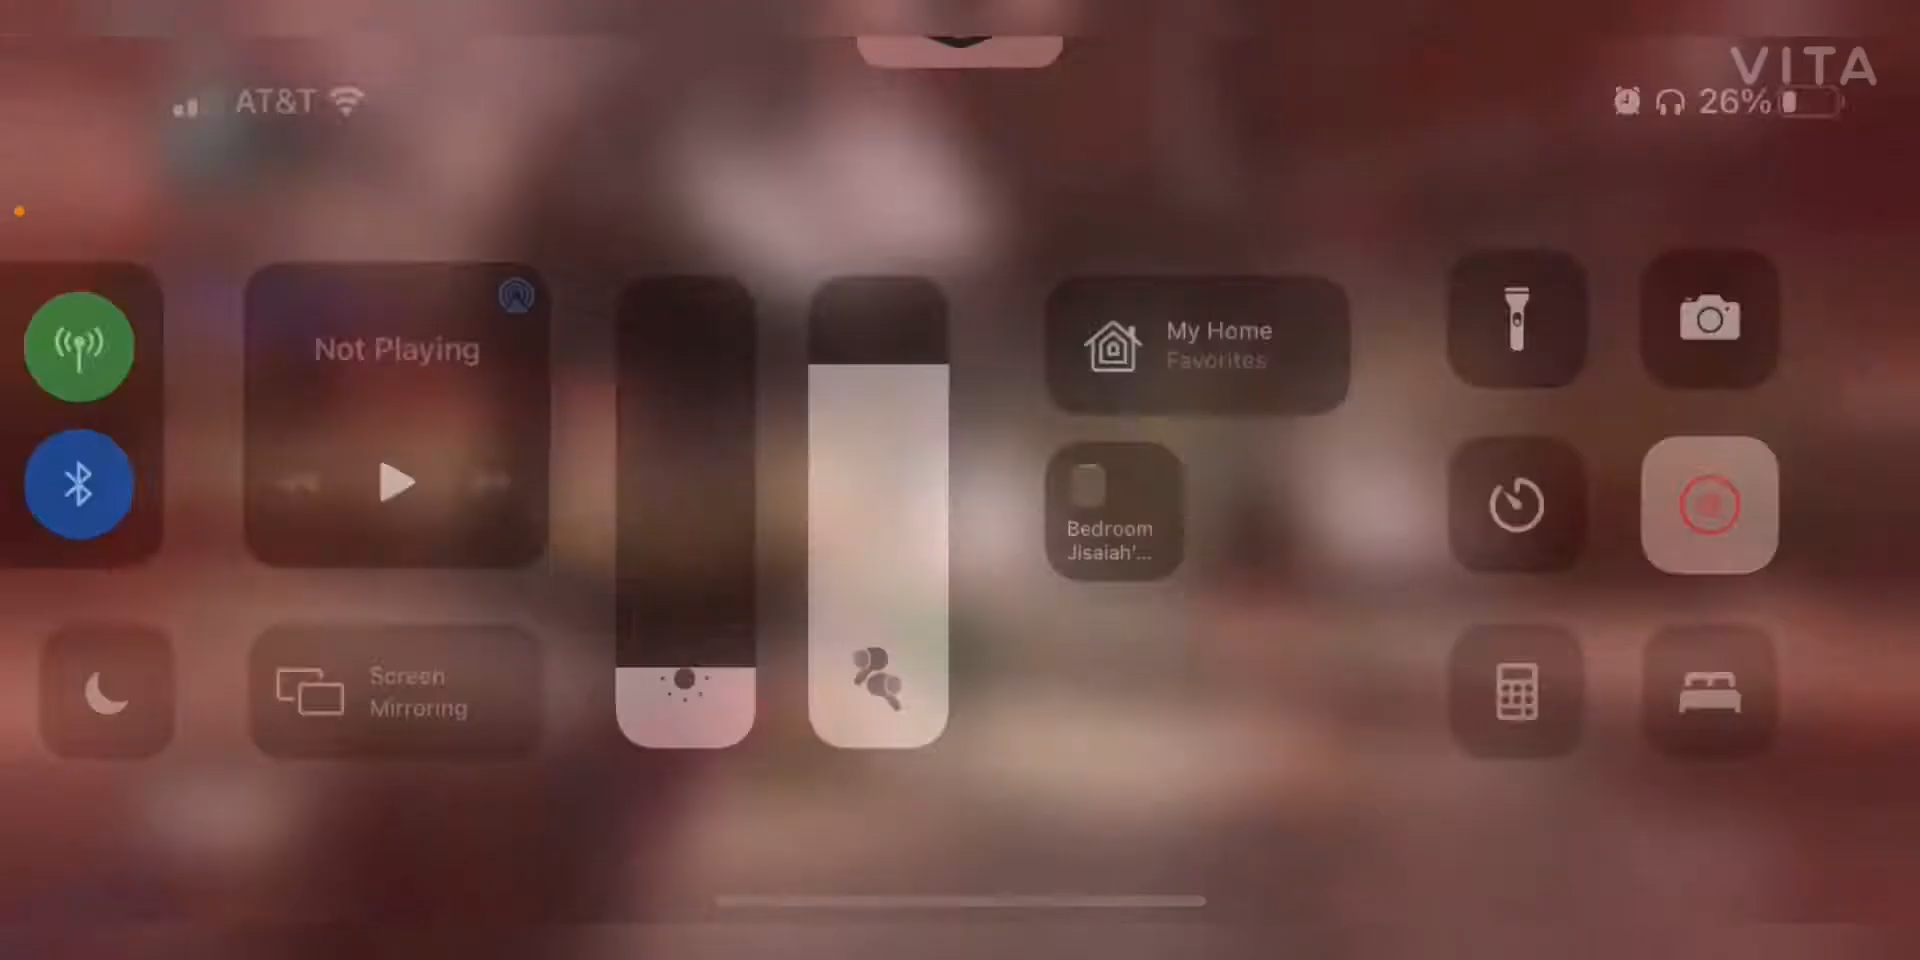 VITA
AT&T
26%
Not Playing
My Home
Favorites
Bedroom
Jisaiah'...
Screen
Mirroring